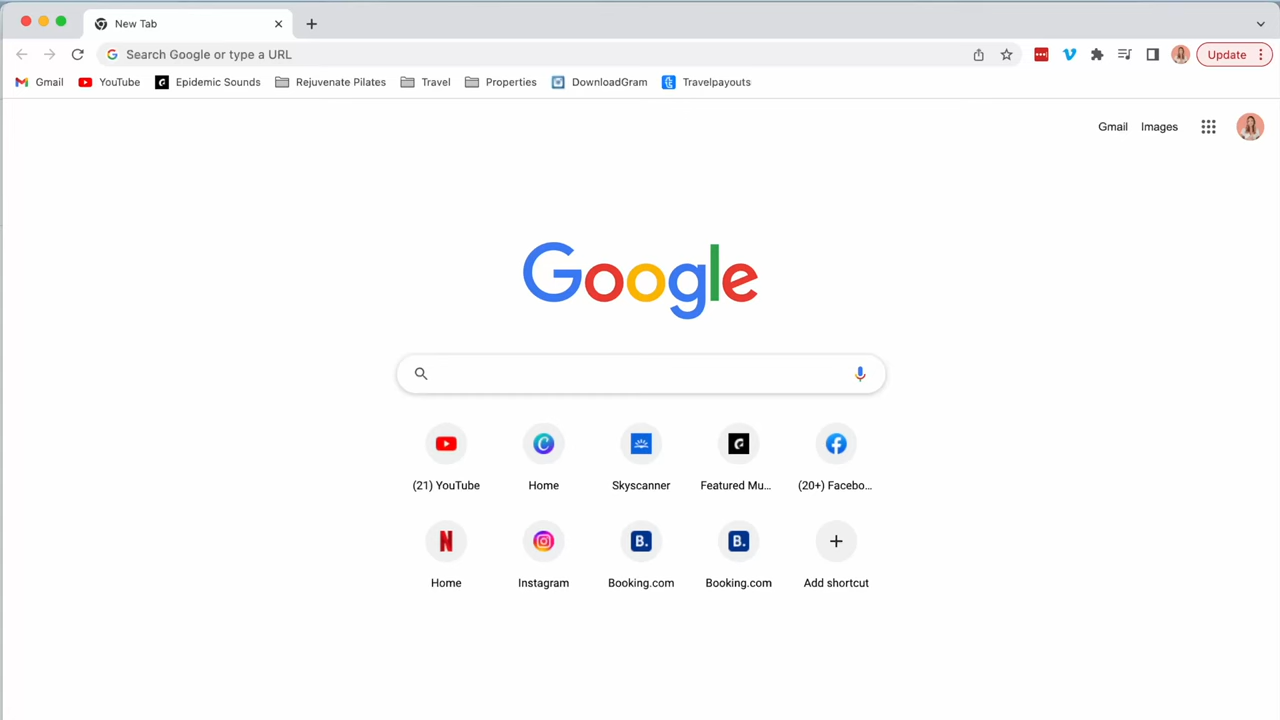 New Tab
Search Google or type a URL
Update
Gmail
YouTube
Epidemic Sounds
Rejuvenate Pilates
Travel
Properties
DownloadGram
Travelpayouts
Gmail
Images
Google
(21) YouTube
Home
Skyscanner
Featured Mu...
(20+) Facebo...
Home
Instagram
B.
Booking.com
B.
Booking.com
Add shortcut